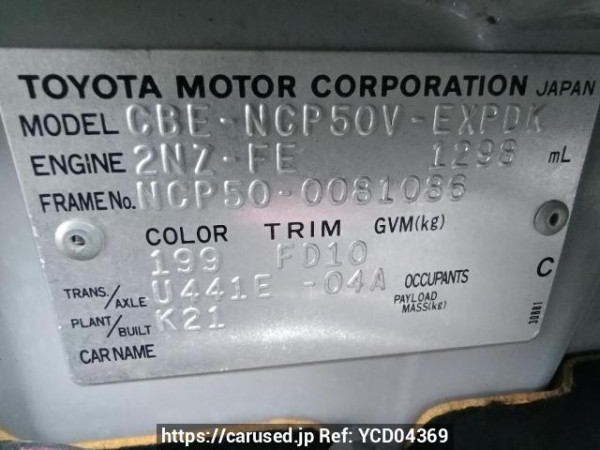 TOYOTA MOTOR CORPORATION JAPAN
MODEL CBE-NCP50V-EXPDK
ENGINE 2NZ-FE 1298 mL
FRAME No. NCP50-0081086
COLOR TRIM GVM(kg)
199 FD10
TRANS./AXLE U441E -04A OCCUPANTS C
PAYLOAD MASS(kg)
PLANT/BUILT K21
CAR NAME
30BB1
https://carused.jp Ref: YCD04369